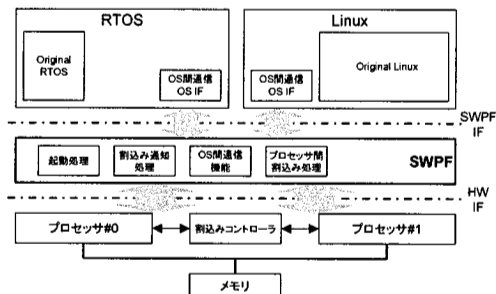 RTOS
Linux
Original
RTOS
OS間通信
OS IF
OS間通信
OS IF
Original Linux
SWPF
IF
起動処理
割込み通知
処理
OS間通信
機能
プロセッサ間
割込み処理
SWPF
HW
IF
プロセッサ#0
割込みコントローラ
プロセッサ#1
メモリ